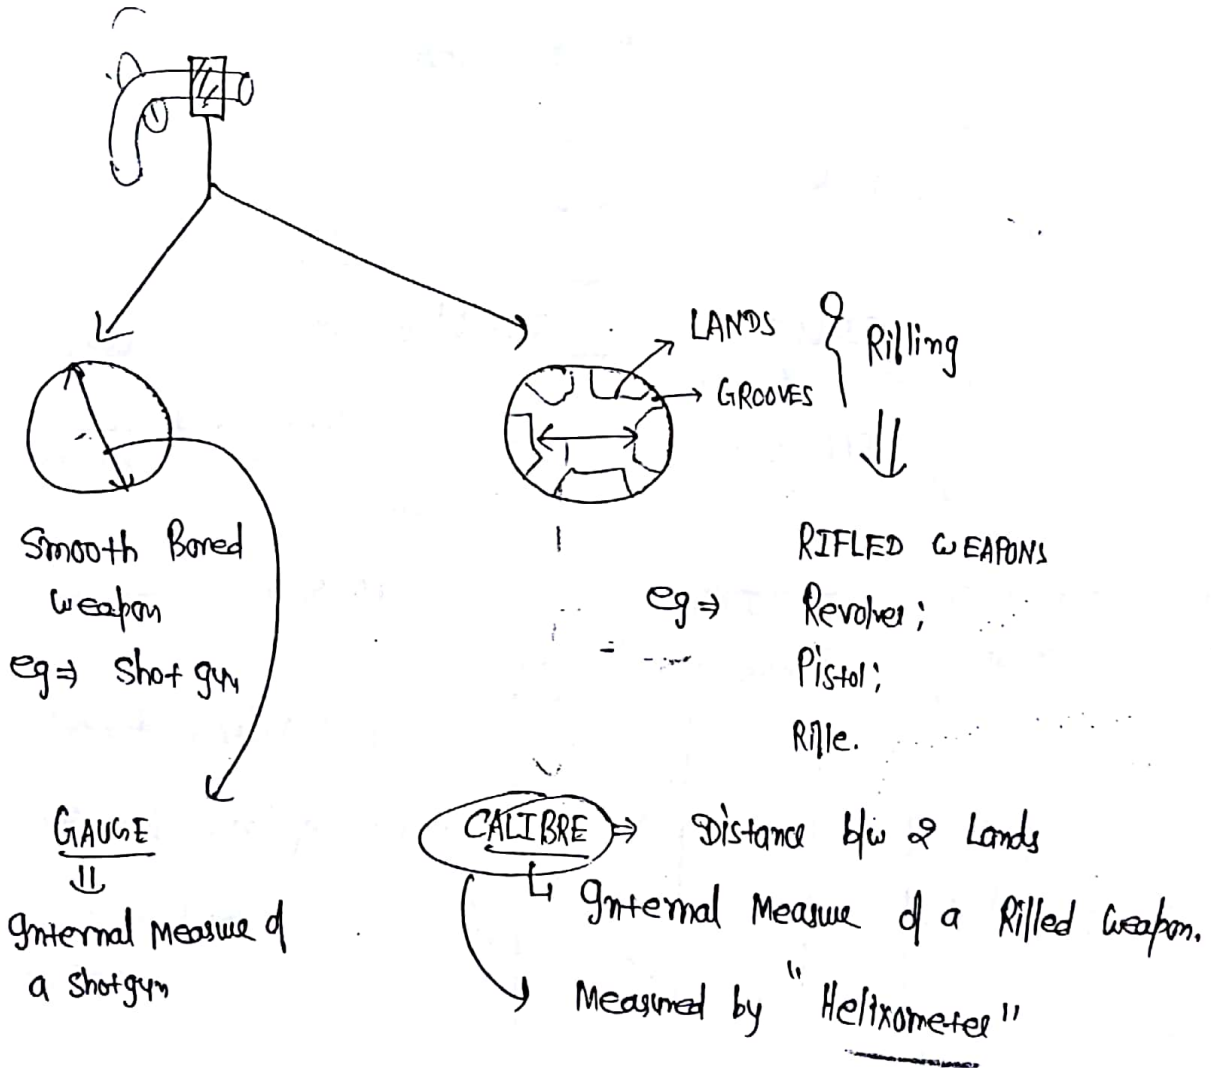 LANDS
GROOVES
Rifling
Smooth Bored
weapon
eg ⇒ Shot gun
RIFLED WEAPONS
eg ⇒ Revolver;
Pistol;
Rifle.
GAUGE
Internal Measure of
a Shotgun
CALIBRE ⇒ Distance b/w 2 Lands
Internal Measure of a Rifled weapon.
Measured by "Helixometer"